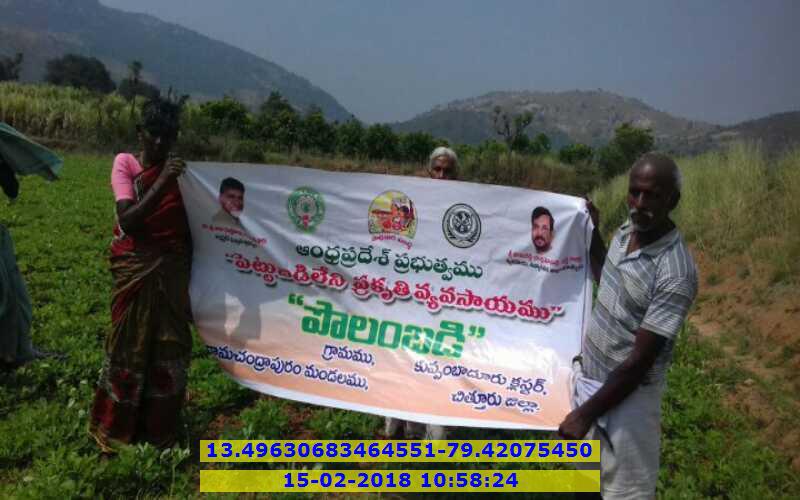 ఆంధ్రప్రదేశ్ ప్రభుత్వము
"పెట్టుబడిలేని ప్రకృతి వ్యవసాయము"
"పొలంబడి"
గ్రామము, కుప్పంబాదూరు క్లస్టర్,
రామచంద్రాపురం మండలము, చిత్తూరు జిల్లా.
13.49630683464551-79.42075450
15-02-2018 10:58:24